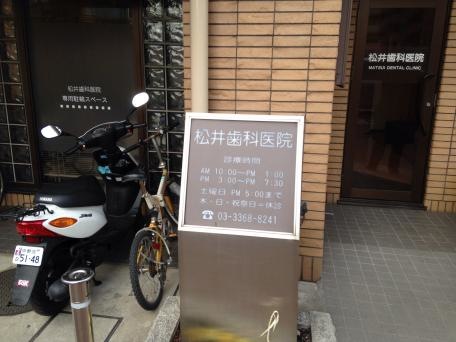 松井歯科医院
専用駐輪スペース
松井歯科医院
MATSUI DENTAL CLINIC
松井歯科医院
診療時間
AM 10:00〜PM 1:00
PM 3:00〜PM 7:30
土曜日 PM 5:00まで
木・日・祝祭日=休診
☎03-3368-8241
51-48